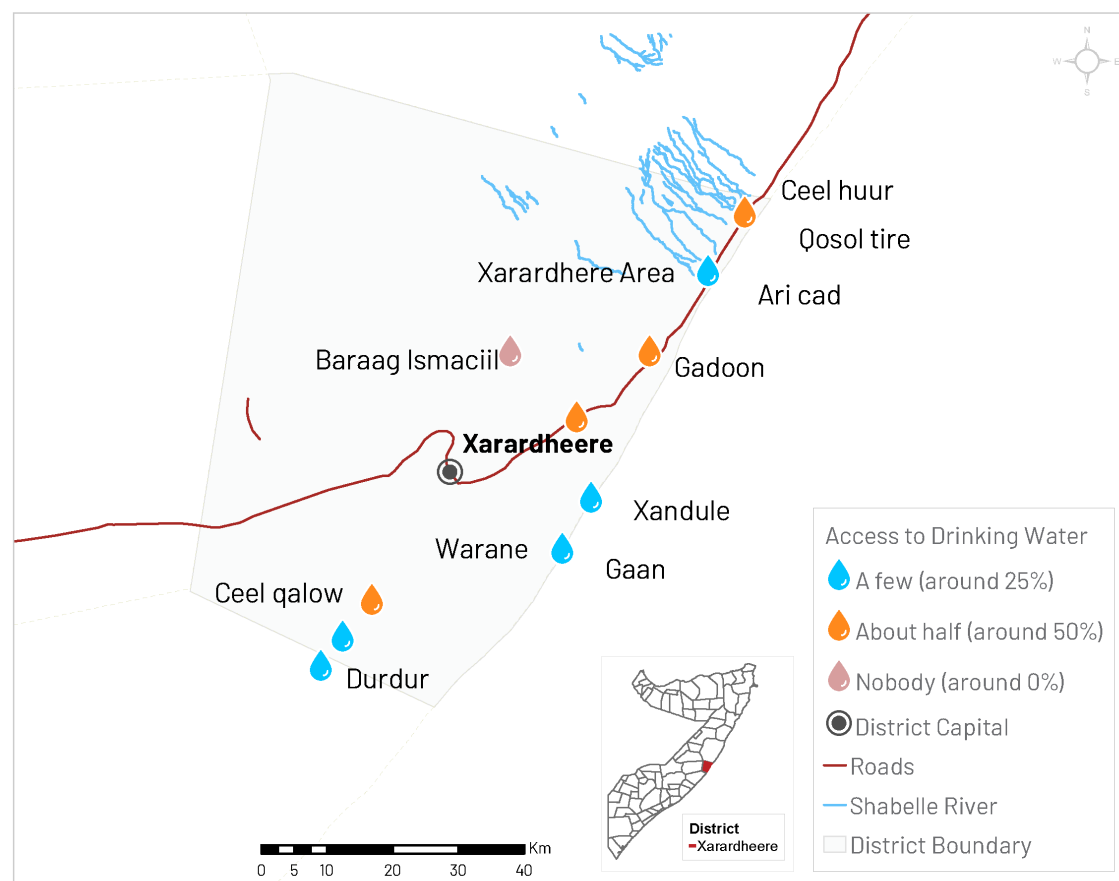 N
W
E
S
Ceel huur
Qosol tire
Xarardhere Area
Ari cad
Baraag Ismaciil
Gadoon
Xarardheere
Xandule
Warane
Gaan
Ceel qalow
Durdur
Access to Drinking Water
A few (around 25%)
About half (around 50%)
Nobody (around 0%)
District Capital
Roads
Shabelle River
District Boundary
District
Xarardheere
Km
0 5 10 20 30 40